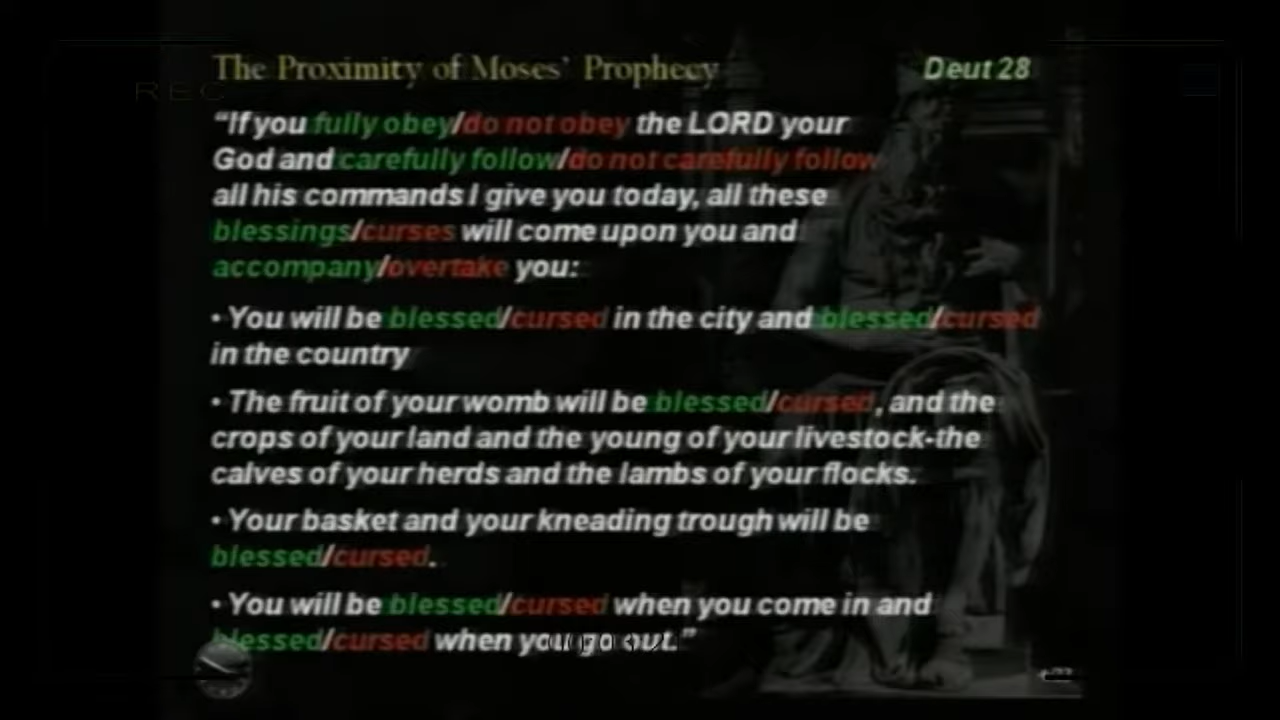 The Proximity of Moses' Prophecy
Deut 28
REC
“If you fully obey/do not obey the LORD your
God and carefully follow/do not carefully follow
all his commands I give you today, all these
blessings/curses will come upon you and
accompany/overtake you:
• You will be blessed/cursed in the city and blessed/cursed
in the country
• The fruit of your womb will be blessed/cursed, and the
crops of your land and the young of your livestock-the
calves of your herds and the lambs of your flocks.
• Your basket and your kneading trough will be
blessed/cursed.
• You will be blessed/cursed when you come in and
blessed/cursed when you go out.”